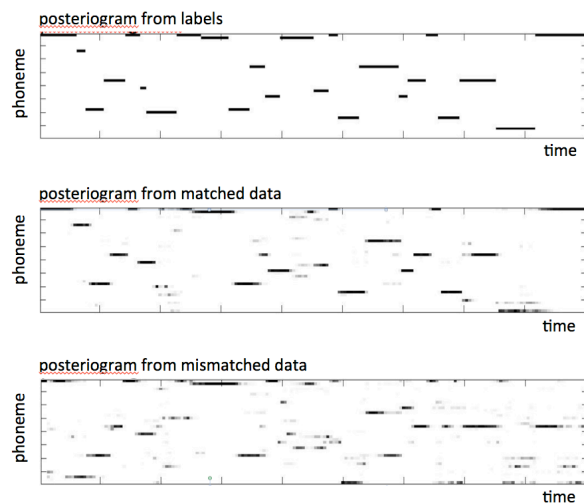 posteriogram from labels
phoneme
time
posteriogram from matched data
phoneme
time
posteriogram from mismatched data
phoneme
time